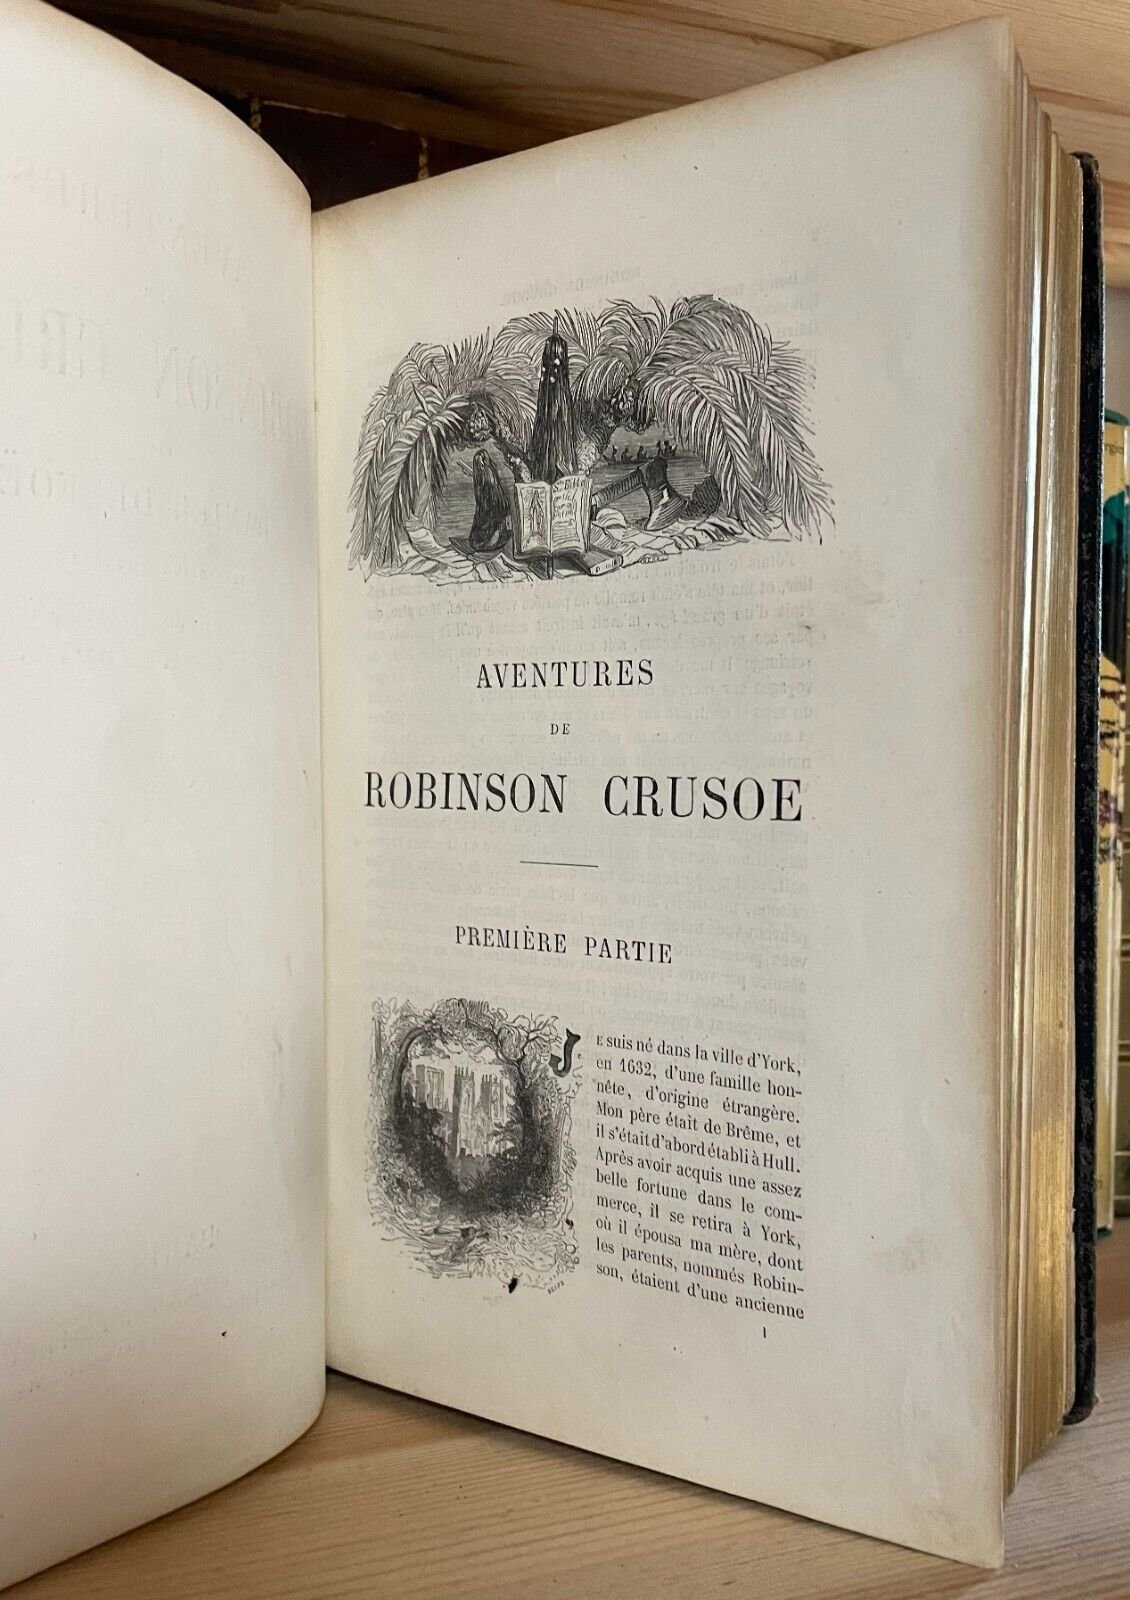 AVENTURES
DE
ROBINSON CRUSOE
PREMIÈRE PARTIE
JE suis né dans la ville d'York,
en 1632, d'une famille hon-
nête, d'origine étrangère.
Mon père était de Brême, et
il s'était d'abord établi à Hull.
Après avoir acquis une assez
belle fortune dans le com-
merce, il se retira à York,
où il épousa ma mère, dont
les parents, nommés Robin-
son, étaient d'une ancienne
1